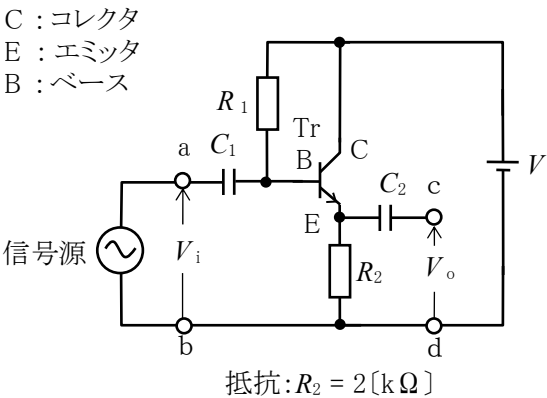 C：コレクタ
E：エミッタ
B：ベース
R1
Tr
a
C1
B
C
V
C2
c
E
信号源
Vi
R2
Vo
b
d
抵抗：R2 = 2〔kΩ〕